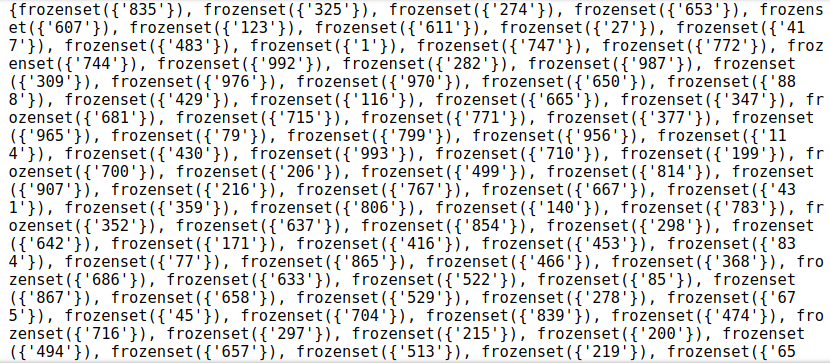 {frozenset({'835'}), frozenset({'325'}), frozenset({'274'}), frozenset({'653'}), frozens
et({'607'}), frozenset({'123'}), frozenset({'611'}), frozenset({'27'}), frozenset({'41
7'}), frozenset({'483'}), frozenset({'1'}), frozenset({'747'}), frozenset({'772'}), froz
enset({'744'}), frozenset({'992'}), frozenset({'282'}), frozenset({'987'}), frozenset
({'309'}), frozenset({'976'}), frozenset({'970'}), frozenset({'650'}), frozenset({'88
8'}), frozenset({'429'}), frozenset({'116'}), frozenset({'665'}), frozenset({'347'}), fr
ozenset({'681'}), frozenset({'715'}), frozenset({'771'}), frozenset({'377'}), frozenset
({'965'}), frozenset({'79'}), frozenset({'799'}), frozenset({'956'}), frozenset({'11
4'}), frozenset({'430'}), frozenset({'993'}), frozenset({'710'}), frozenset({'199'}), fr
ozenset({'700'}), frozenset({'206'}), frozenset({'499'}), frozenset({'814'}), frozenset
({'907'}), frozenset({'216'}), frozenset({'767'}), frozenset({'667'}), frozenset({'43
1'}), frozenset({'359'}), frozenset({'806'}), frozenset({'140'}), frozenset({'783'}), fr
ozenset({'352'}), frozenset({'637'}), frozenset({'854'}), frozenset({'298'}), frozenset
({'642'}), frozenset({'171'}), frozenset({'416'}), frozenset({'453'}), frozenset({'83
4'}), frozenset({'77'}), frozenset({'865'}), frozenset({'466'}), frozenset({'368'}), fro
zenset({'686'}), frozenset({'633'}), frozenset({'522'}), frozenset({'85'}), frozenset
({'867'}), frozenset({'658'}), frozenset({'529'}), frozenset({'278'}), frozenset({'67
5'}), frozenset({'45'}), frozenset({'704'}), frozenset({'839'}), frozenset({'474'}), fro
zenset({'716'}), frozenset({'297'}), frozenset({'215'}), frozenset({'200'}), frozenset
({'494'}), frozenset({'657'}), frozenset({'513'}), frozenset({'219'}), frozenset({'65